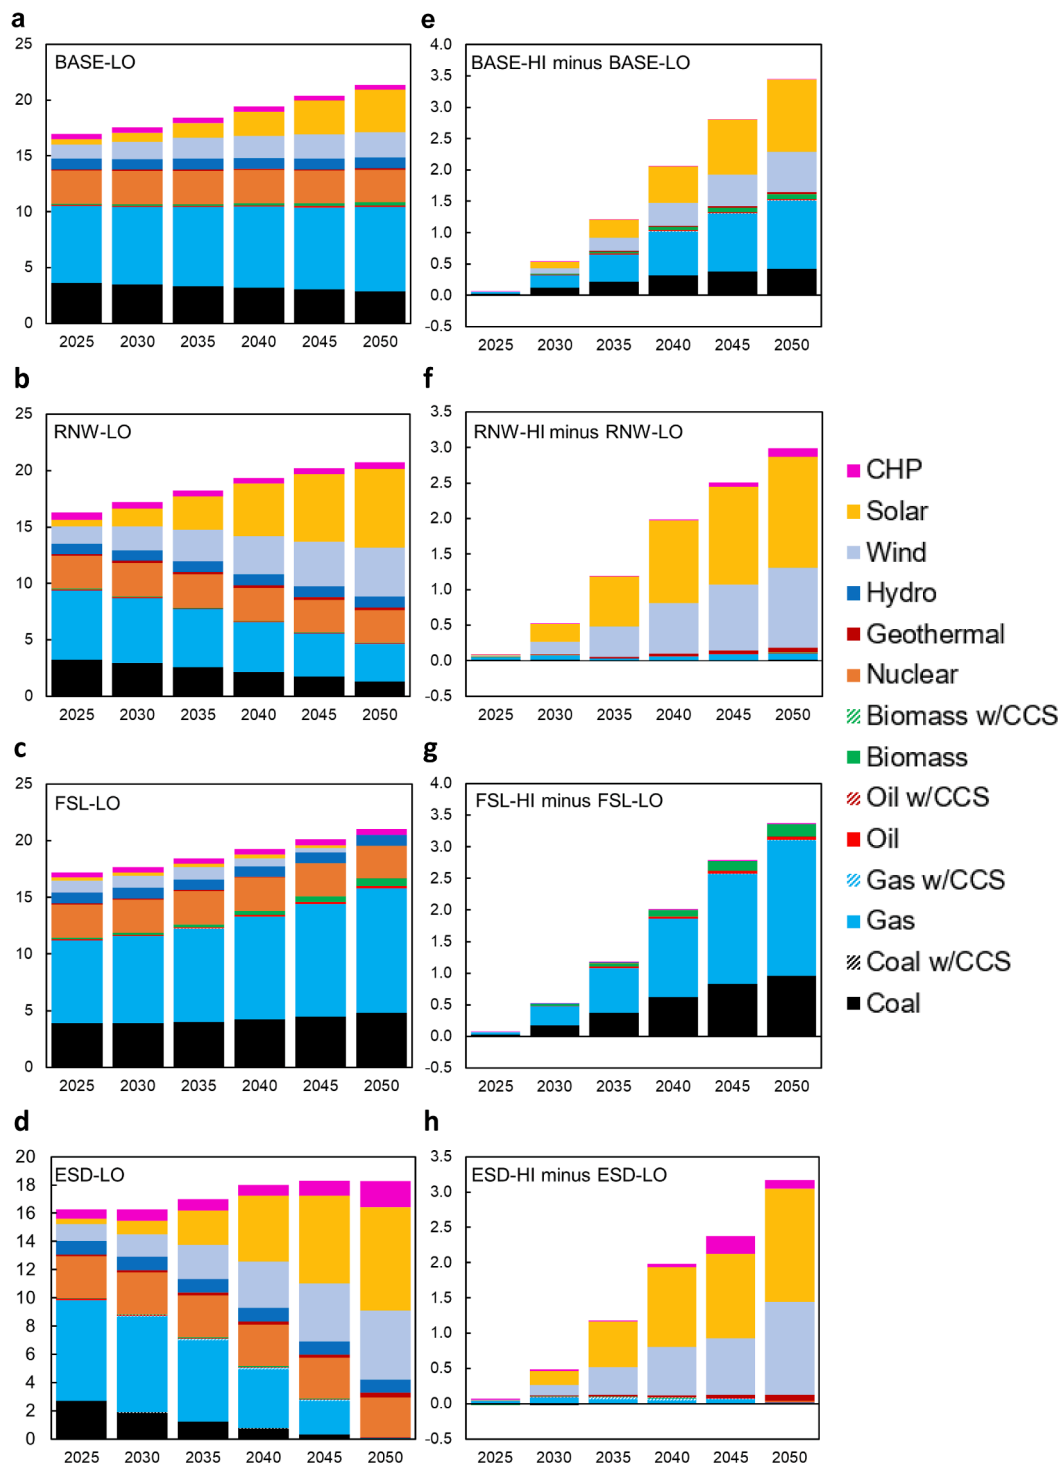 a
BASE-LO
25
20
15
10
5
0
2025 2030 2035 2040 2045 2050
e
BASE-HI minus BASE-LO
4.0
3.5
3.0
2.5
2.0
1.5
1.0
0.5
0.0
-0.5
2025 2030 2035 2040 2045 2050
b
RNW-LO
25
20
15
10
5
0
2025 2030 2035 2040 2045 2050
f
RNW-HI minus RNW-LO
3.5
3.0
2.5
2.0
1.5
1.0
0.5
0.0
-0.5
2025 2030 2035 2040 2045 2050
c
FSL-LO
25
20
15
10
5
0
2025 2030 2035 2040 2045 2050
g
FSL-HI minus FSL-LO
4.0
3.5
3.0
2.5
2.0
1.5
1.0
0.5
0.0
-0.5
2025 2030 2035 2040 2045 2050
d
ESD-LO
20
18
16
14
12
10
8
6
4
2
0
2025 2030 2035 2040 2045 2050
h
ESD-HI minus ESD-LO
3.5
3.0
2.5
2.0
1.5
1.0
0.5
0.0
-0.5
2025 2030 2035 2040 2045 2050
CHP
Solar
Wind
Hydro
Geothermal
Nuclear
Biomass w/CCS
Biomass
Oil w/CCS
Oil
Gas w/CCS
Gas
Coal w/CCS
Coal